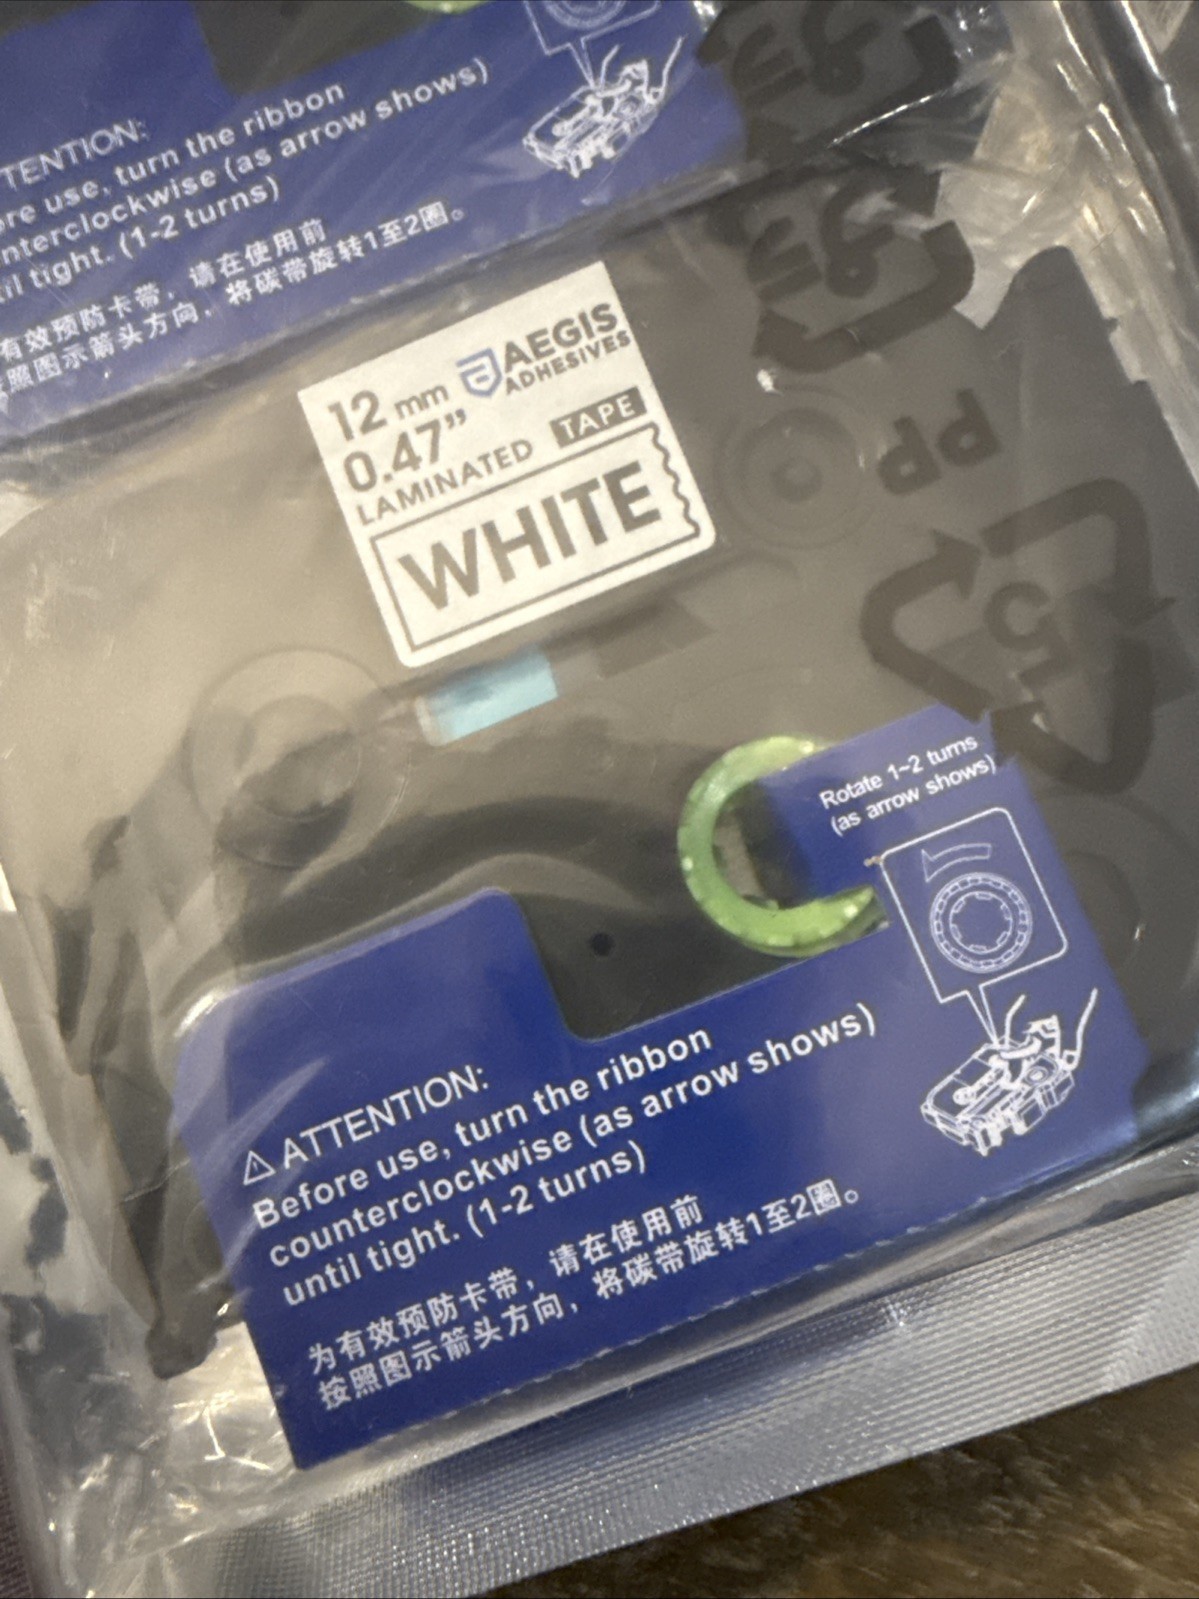 TENTION:
re use, turn the ribbon
nterclockwise (as arrow shows)
il tight. (1-2 turns)
有效预防卡带，请在使用前
照图示箭头方向，将碳带旋转1至2圈。
AEGIS
ADHESIVES
12 mm
0.47”
LAMINATED TAPE
WHITE
PP
5
Rotate 1~2 turns
(as arrow shows)
⚠ ATTENTION:
Before use, turn the ribbon
counterclockwise (as arrow shows)
until tight. (1-2 turns)
为有效预防卡带，请在使用前
按照图示箭头方向，将碳带旋转1至2圈。